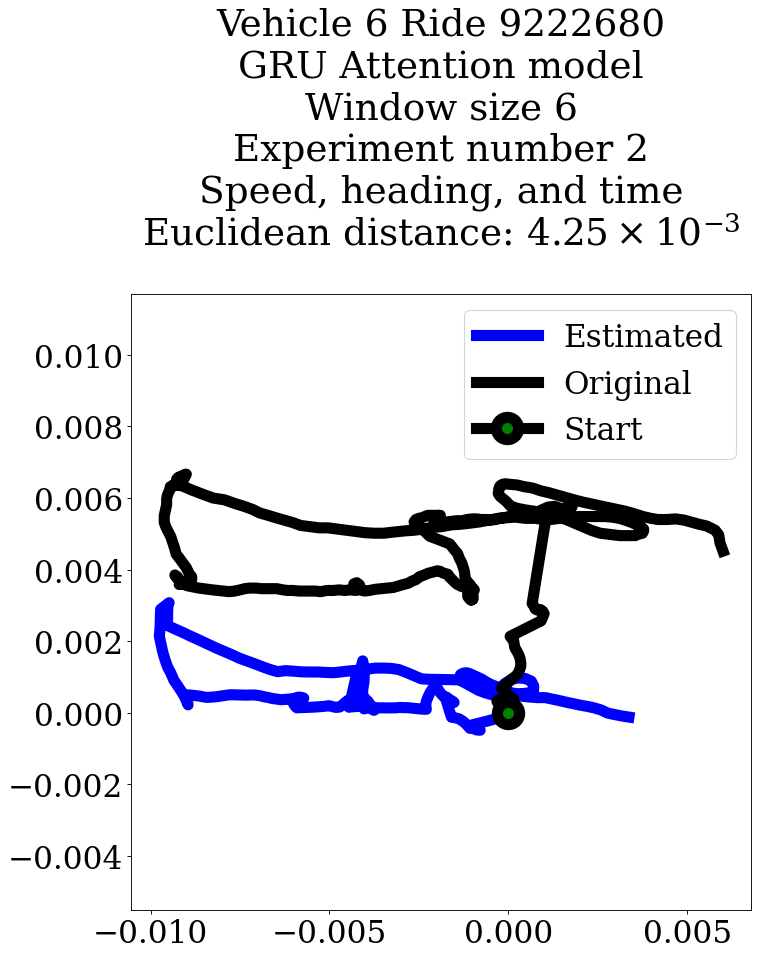 Vehicle 6 Ride 9222680
GRU Attention model
Window size 6
Experiment number 2
Speed, heading, and time
Euclidean distance: 4.25 × 10⁻³
Estimated
Original
Start
0.010
0.008
0.006
0.004
0.002
0.000
−0.002
−0.004
−0.010 −0.005 0.000 0.005